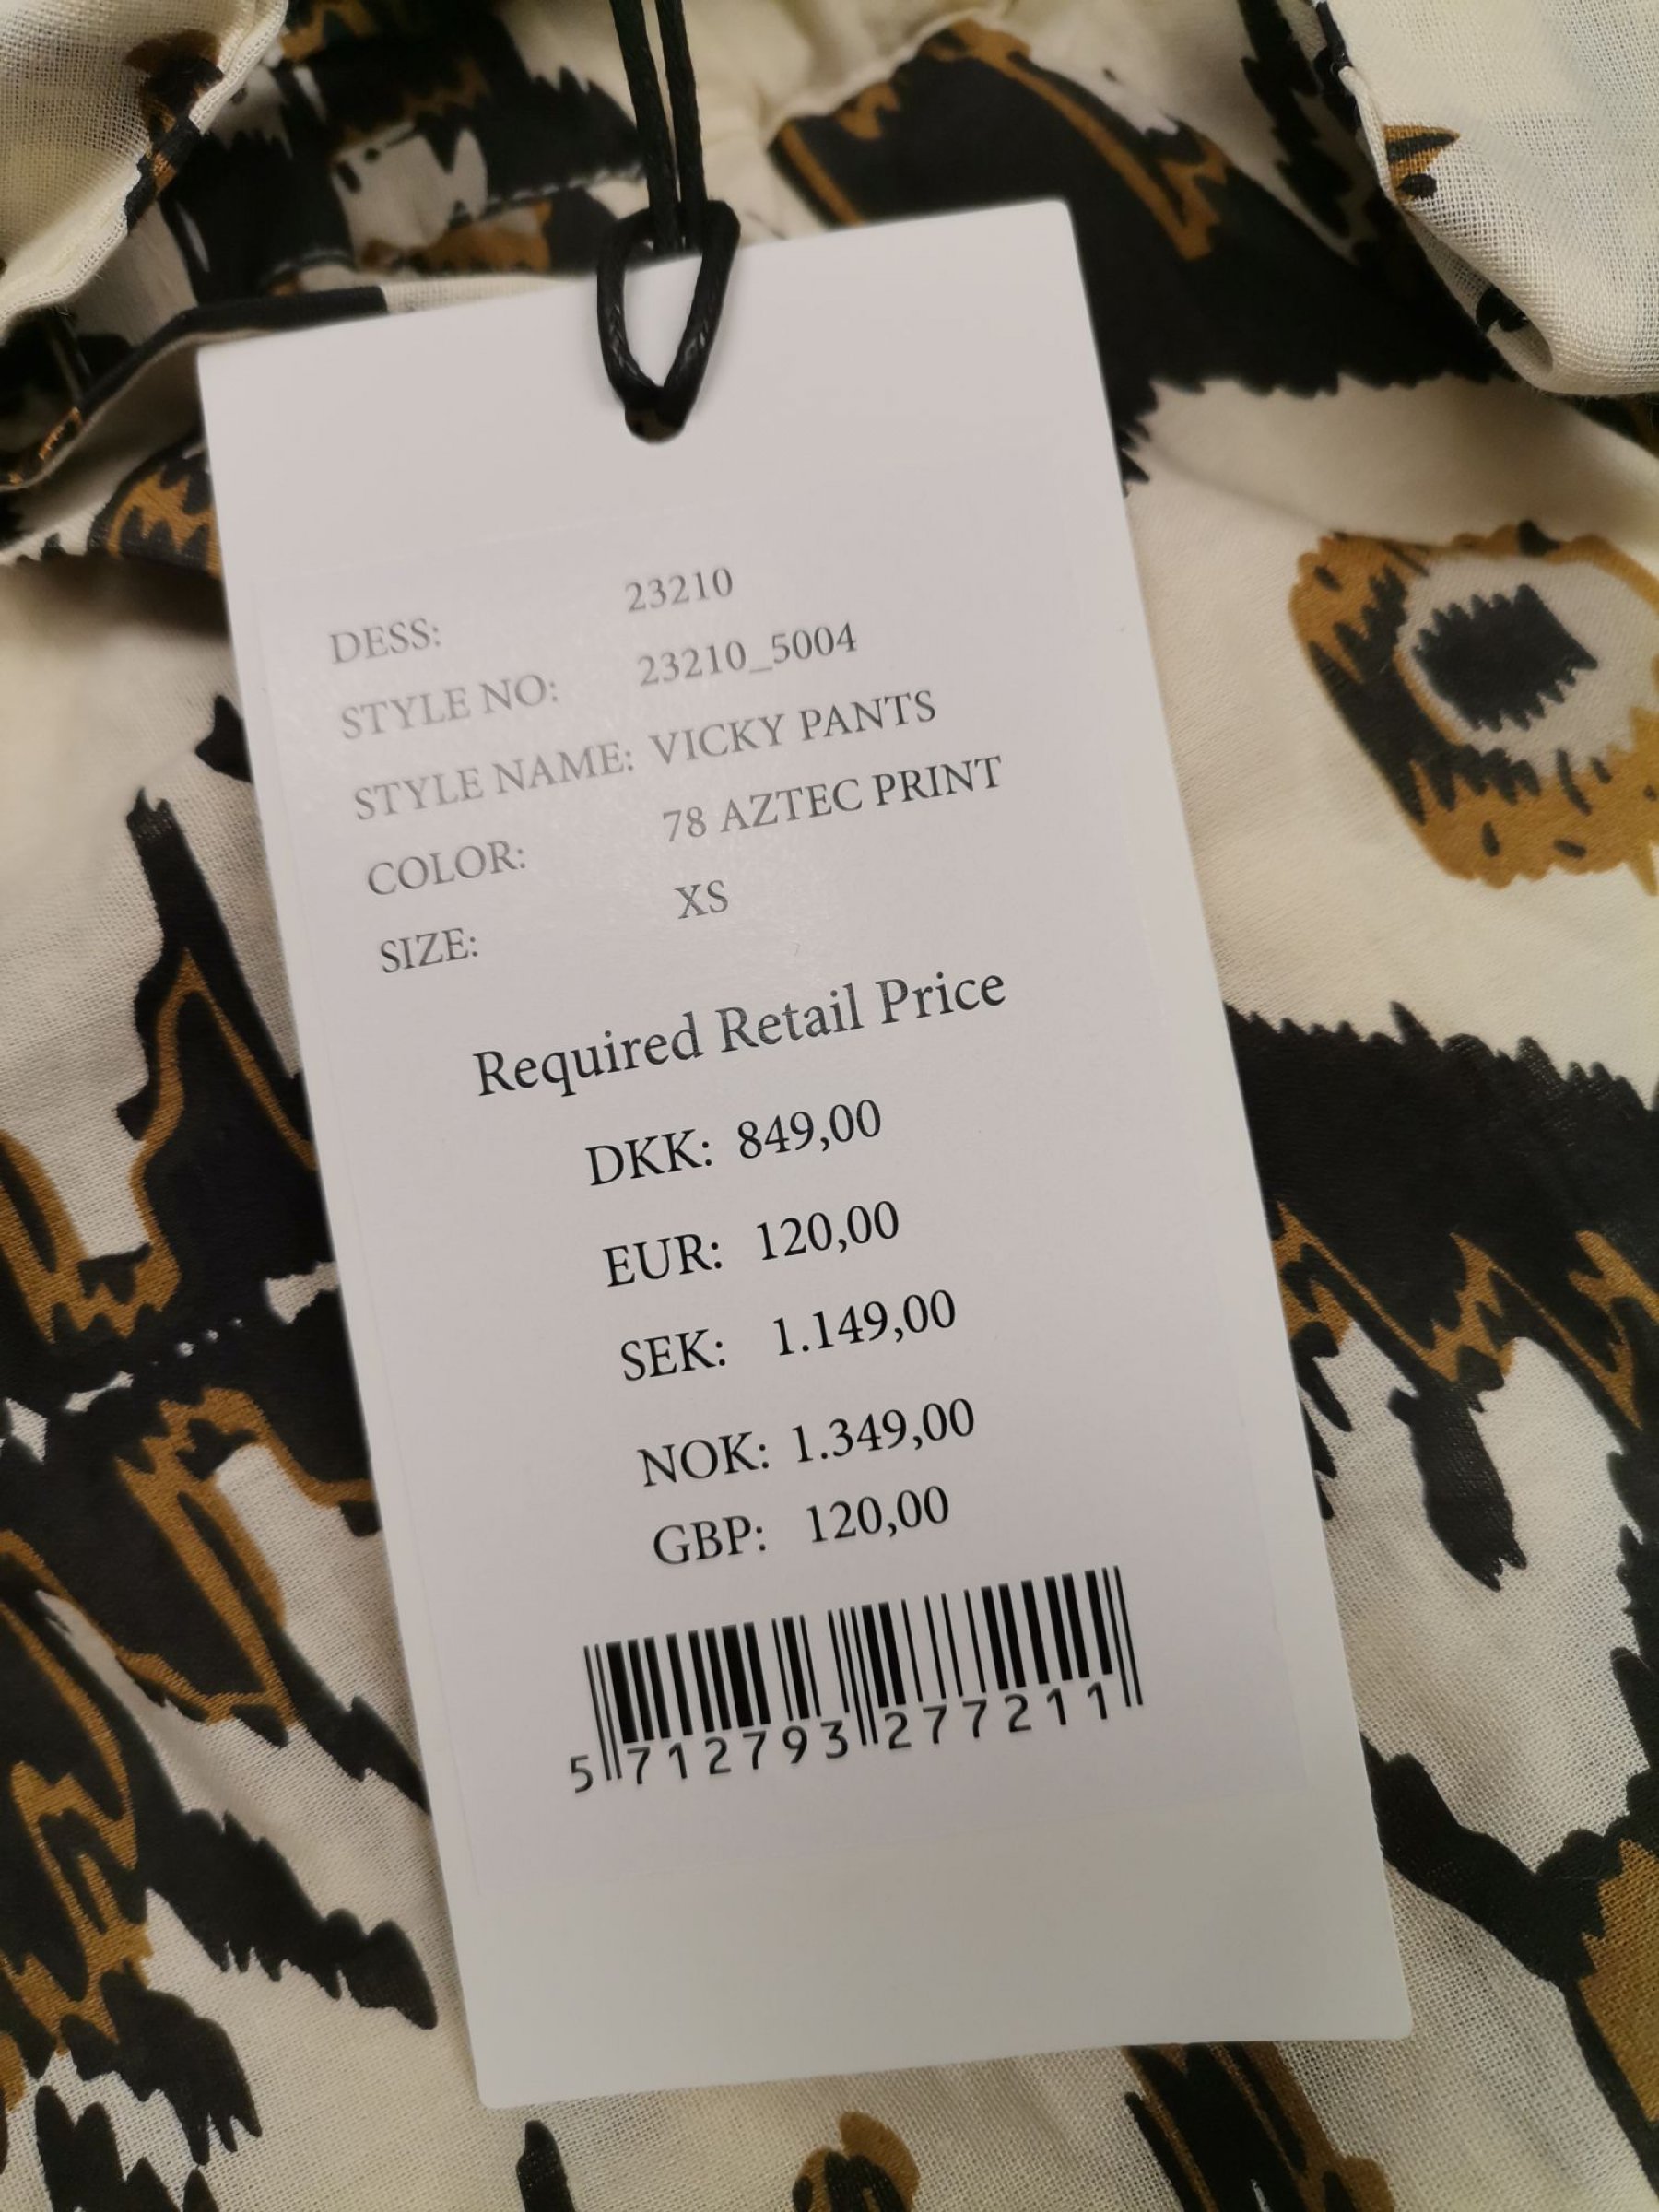 DESS: 23210
STYLE NO: 23210_5004
STYLE NAME: VICKY PANTS
COLOR: 78 AZTEC PRINT
SIZE: XS
Required Retail Price
DKK: 849,00
EUR: 120,00
SEK: 1.149,00
NOK: 1.349,00
GBP: 120,00
5 712793 277211